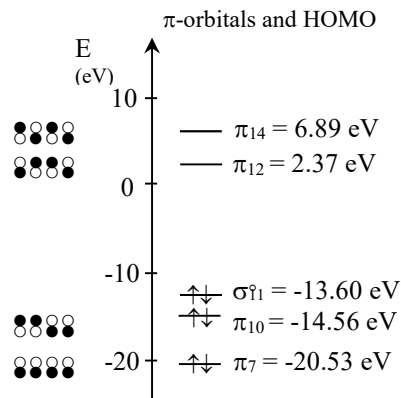 π-orbitals and HOMO
E
(eV)
10
π14 = 6.89 eV
π12 = 2.37 eV
0
-10
σ11 = -13.60 eV
π10 = -14.56 eV
-20
π7 = -20.53 eV